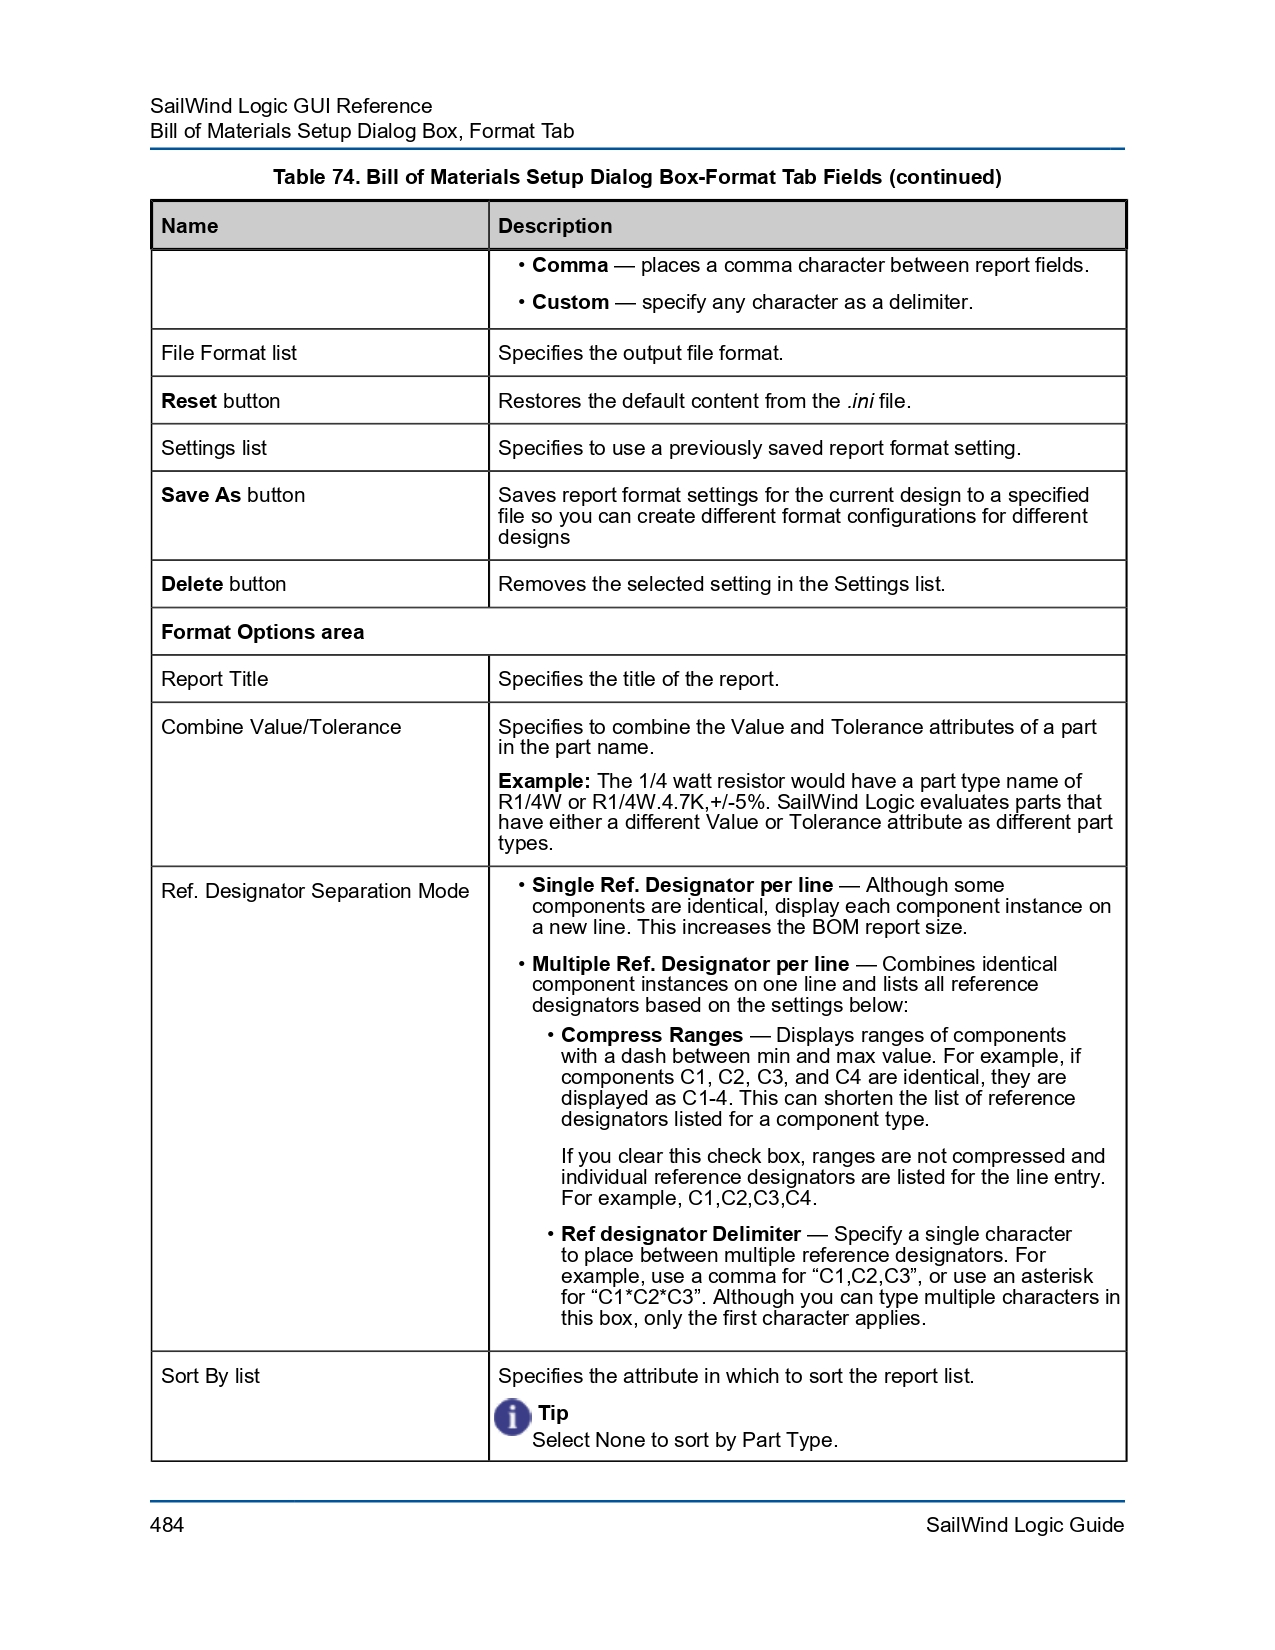 SailWind Logic GUI Reference
Bill of Materials Setup Dialog Box, Format Tab
Table 74. Bill of Materials Setup Dialog Box-Format Tab Fields (continued)
Name Description
• Comma — places a comma character between report fields.
• Custom — specify any character as a delimiter.
File Format list Specifies the output file format.
Reset button Restores the default content from the .ini file.
Settings list Specifies to use a previously saved report format setting.
Save As button Saves report format settings for the current design to a specified
file so you can create different format configurations for different
designs
Delete button Removes the selected setting in the Settings list.
Format Options area
Report Title Specifies the title of the report.
Combine Value/Tolerance Specifies to combine the Value and Tolerance attributes of a part
in the part name.
Example: The 1/4 watt resistor would have a part type name of
R1/4W or R1/4W.4.7K,+/-5%. SailWind Logic evaluates parts that
have either a different Value or Tolerance attribute as different part
types.
Ref. Designator Separation Mode • Single Ref. Designator per line — Although some
components are identical, display each component instance on
a new line. This increases the BOM report size.
• Multiple Ref. Designator per line — Combines identical
component instances on one line and lists all reference
designators based on the settings below:
• Compress Ranges — Displays ranges of components
with a dash between min and max value. For example, if
components C1, C2, C3, and C4 are identical, they are
displayed as C1-4. This can shorten the list of reference
designators listed for a component type.
If you clear this check box, ranges are not compressed and
individual reference designators are listed for the line entry.
For example, C1,C2,C3,C4.
• Ref designator Delimiter — Specify a single character
to place between multiple reference designators. For
example, use a comma for “C1,C2,C3”, or use an asterisk
for “C1*C2*C3”. Although you can type multiple characters in
this box, only the first character applies.
Sort By list Specifies the attribute in which to sort the report list.
i Tip
Select None to sort by Part Type.
484 SailWind Logic Guide